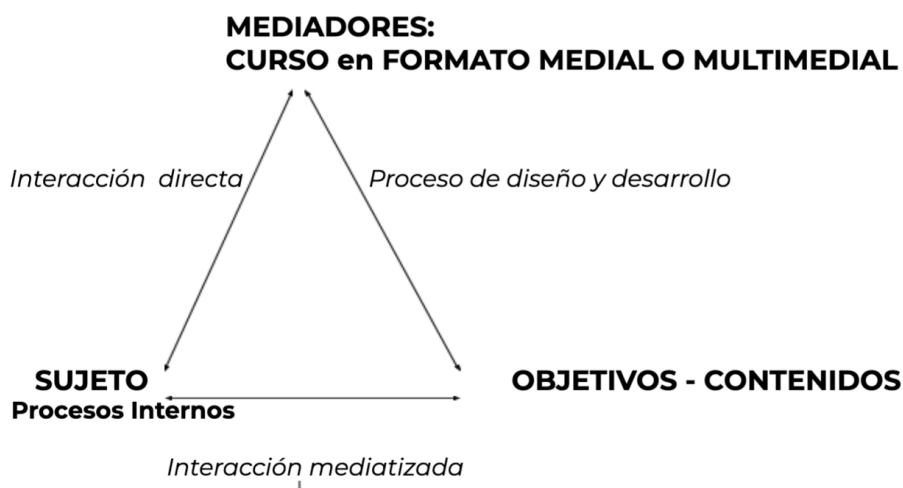 MEDIADORES:
CURSO en FORMATO MEDIAL O MULTIMEDIAL
Interacción directa
Proceso de diseño y desarrollo
SUJETO
Procesos Internos
OBJETIVOS - CONTENIDOS
Interacción mediatizada